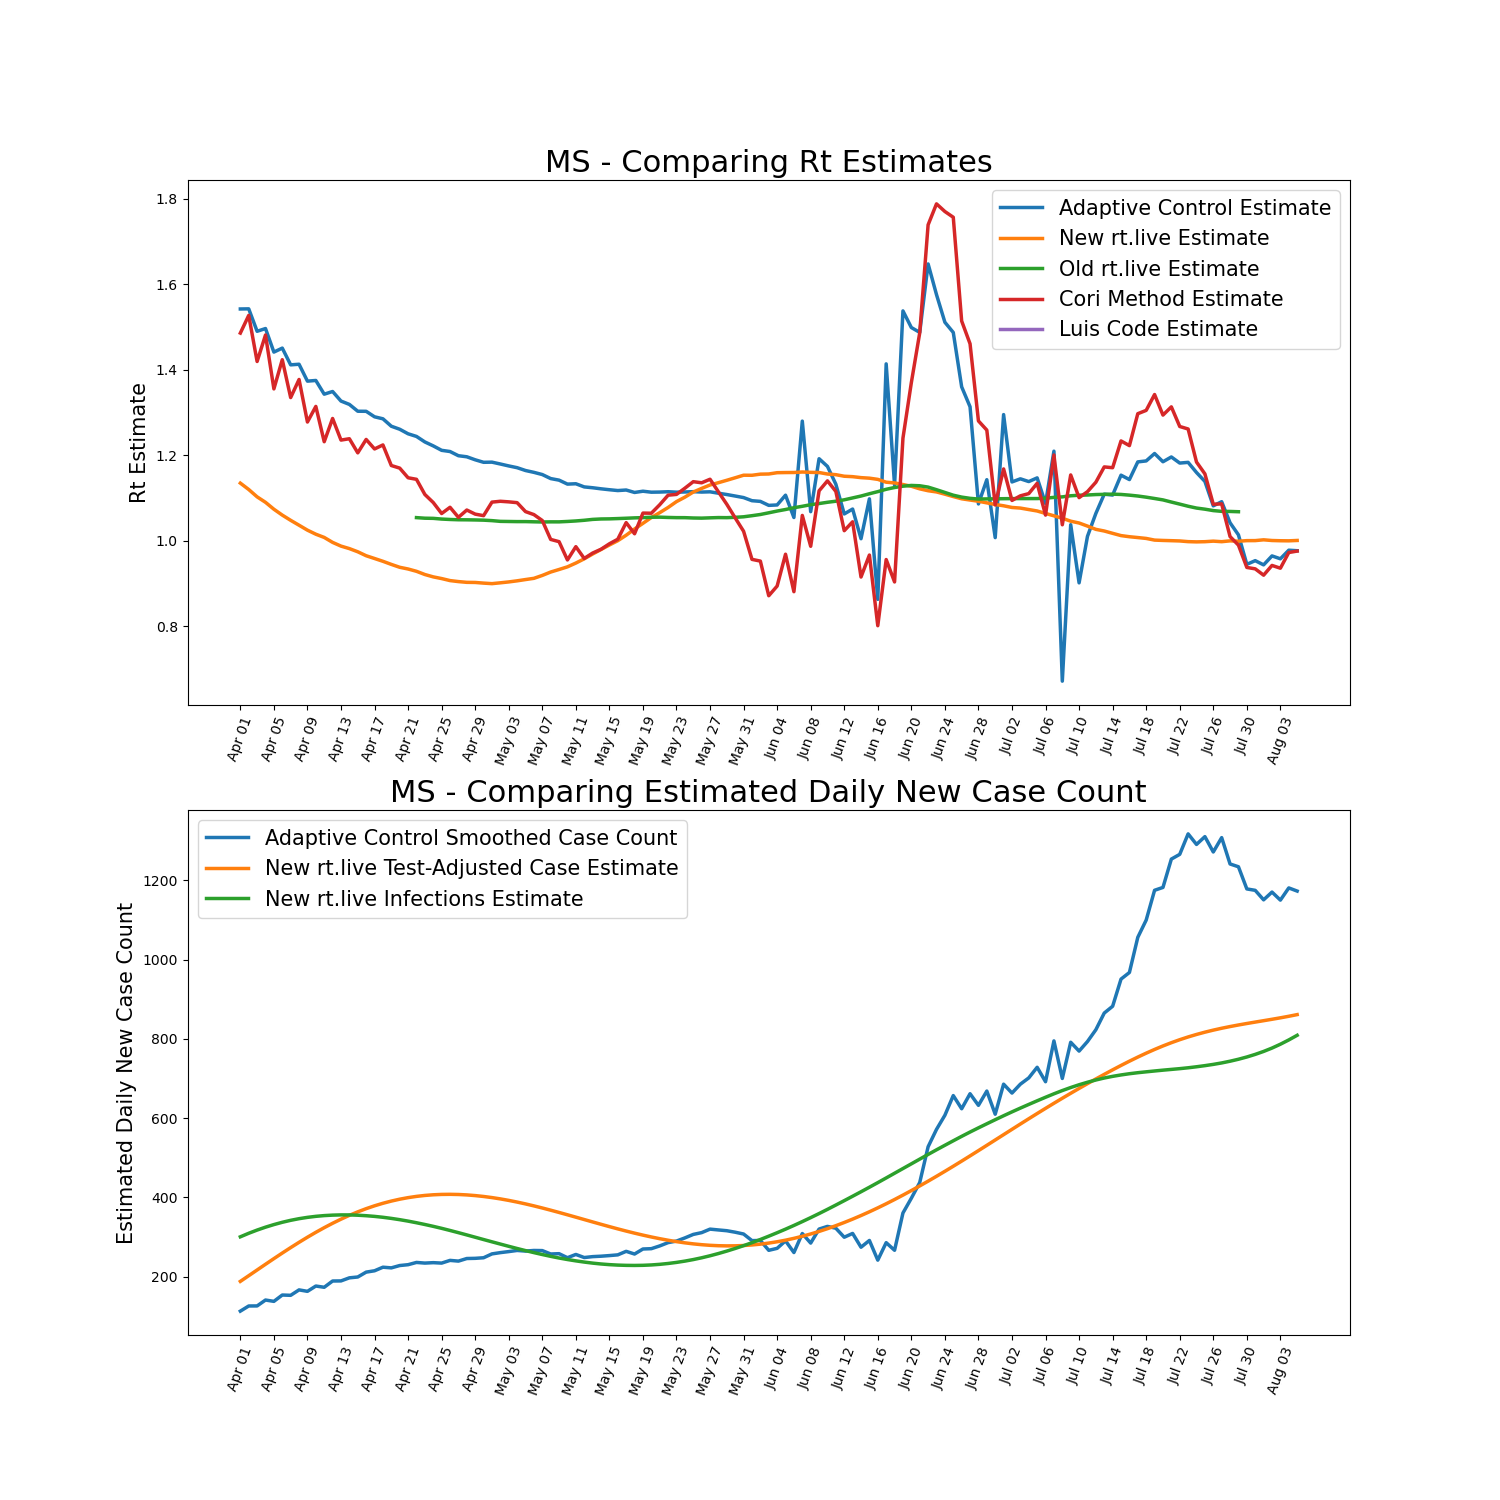 MS - Comparing Rt Estimates
Rt Estimate
1.8
1.6
1.4
1.2
1.0
0.8
Adaptive Control Estimate
New rt.live Estimate
Old rt.live Estimate
Cori Method Estimate
Luis Code Estimate
Apr 01 Apr 05 Apr 09 Apr 13 Apr 17 Apr 21 Apr 25 Apr 29 May 03 May 07 May 11 May 15 May 19 May 23 May 27 May 31 Jun 04 Jun 08 Jun 12 Jun 16 Jun 20 Jun 24 Jun 28 Jul 02 Jul 06 Jul 10 Jul 14 Jul 18 Jul 22 Jul 26 Jul 30 Aug 03
MS - Comparing Estimated Daily New Case Count
Estimated Daily New Case Count
Adaptive Control Smoothed Case Count
New rt.live Test-Adjusted Case Estimate
New rt.live Infections Estimate
1200
1000
800
600
400
200
Apr 01 Apr 05 Apr 09 Apr 13 Apr 17 Apr 21 Apr 25 Apr 29 May 03 May 07 May 11 May 15 May 19 May 23 May 27 May 31 Jun 04 Jun 08 Jun 12 Jun 16 Jun 20 Jun 24 Jun 28 Jul 02 Jul 06 Jul 10 Jul 14 Jul 18 Jul 22 Jul 26 Jul 30 Aug 03